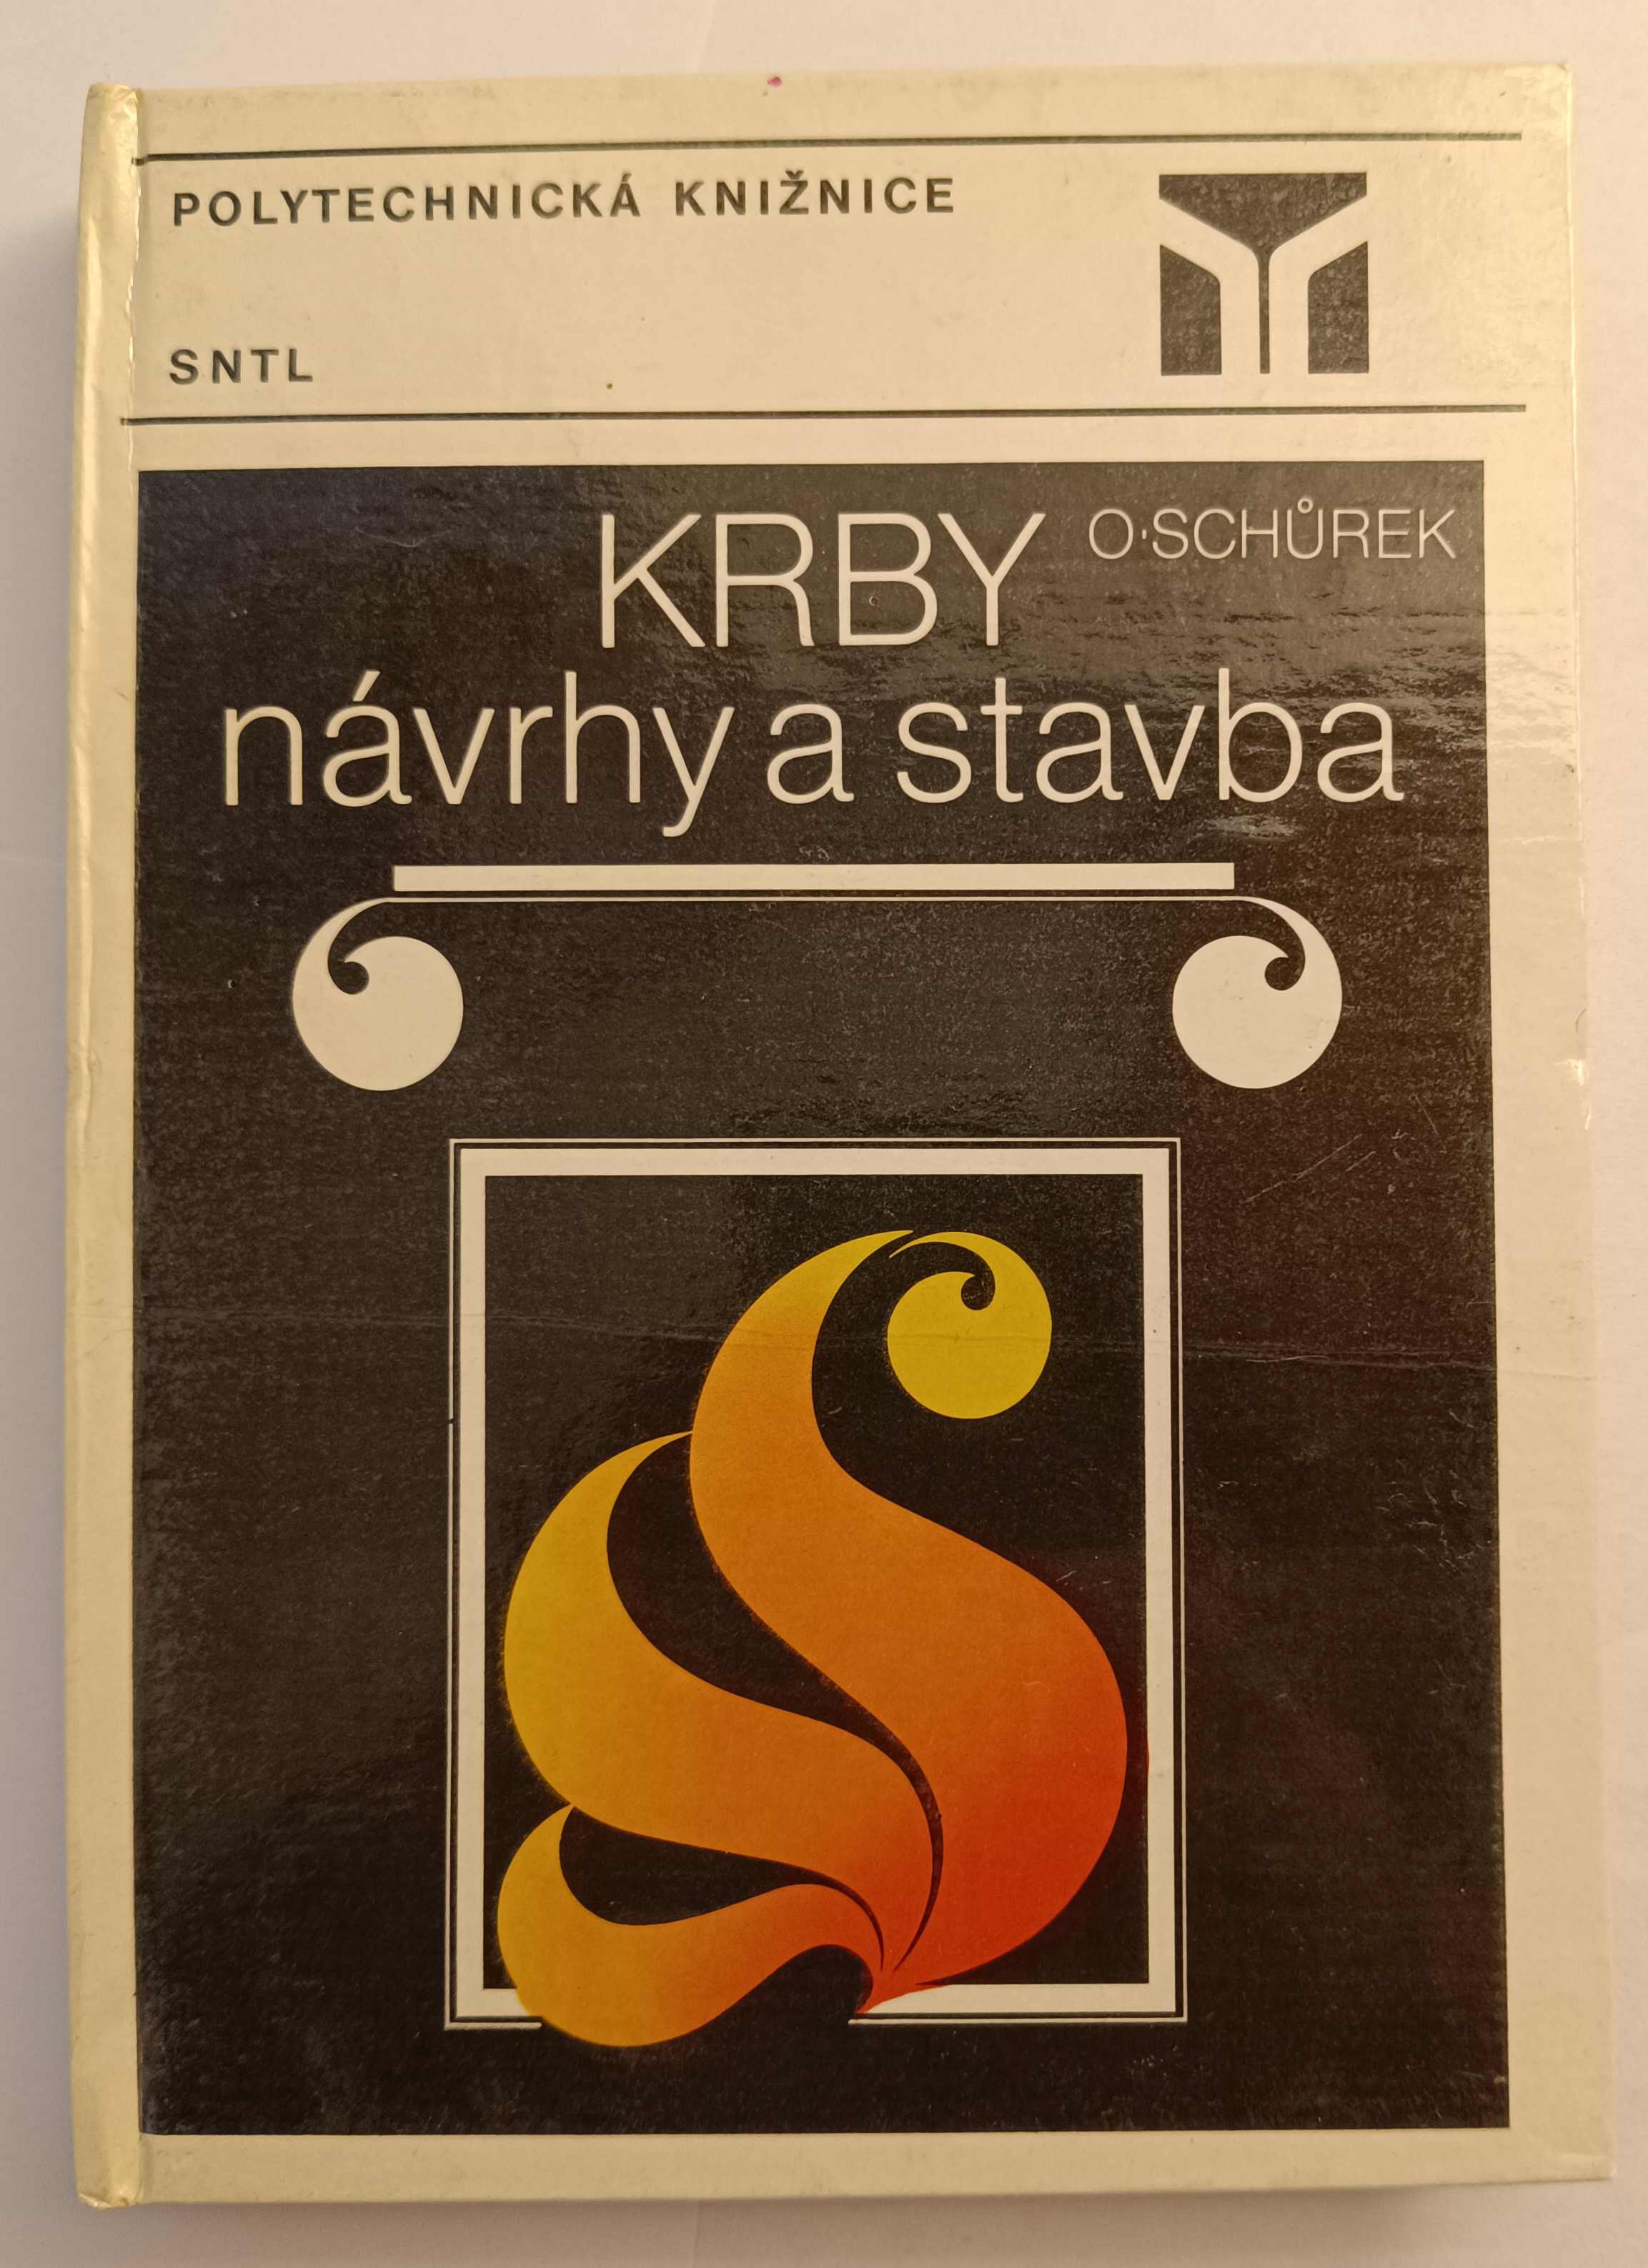 POLYTECHNICKÁ KNIŽNICE
SNTL
KRBY O. SCHŮREK
návrhy a stavba